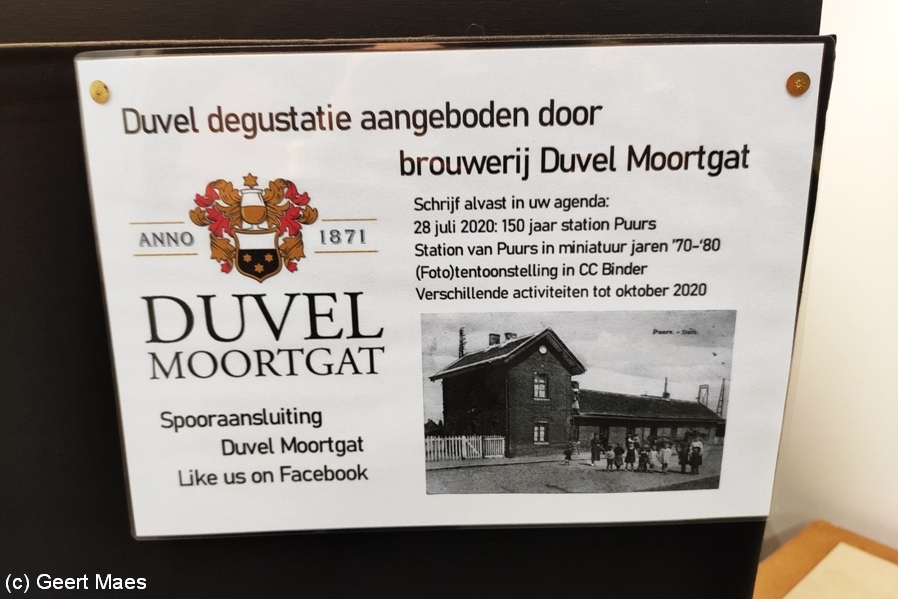 Duvel degustatie aangeboden door
brouwerij Duvel Moortgat
ANNO 1871
DUVEL
MOORTGAT
Spooraansluiting
Duvel Moortgat
Like us on Facebook
Schrijf alvast in uw agenda:
28 juli 2020: 150 jaar station Puurs
Station van Puurs in miniatuur jaren '70-'80
(Foto)tentoonstelling in CC Binder
Verschillende activiteiten tot oktober 2020
Puurs. - Statie.
(c) Geert Maes